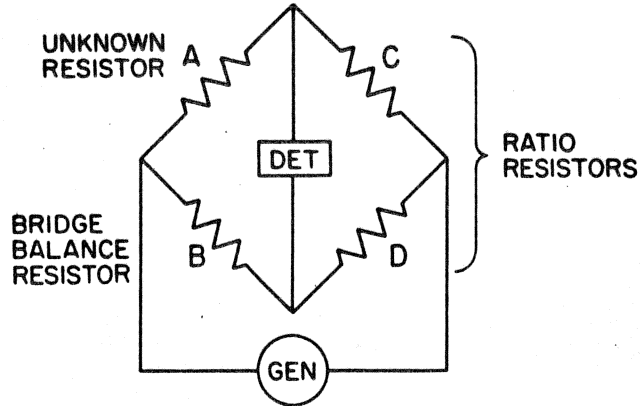 UNKNOWN
RESISTOR
A
C
DET
RATIO
RESISTORS
BRIDGE
BALANCE
RESISTOR
B
D
GEN